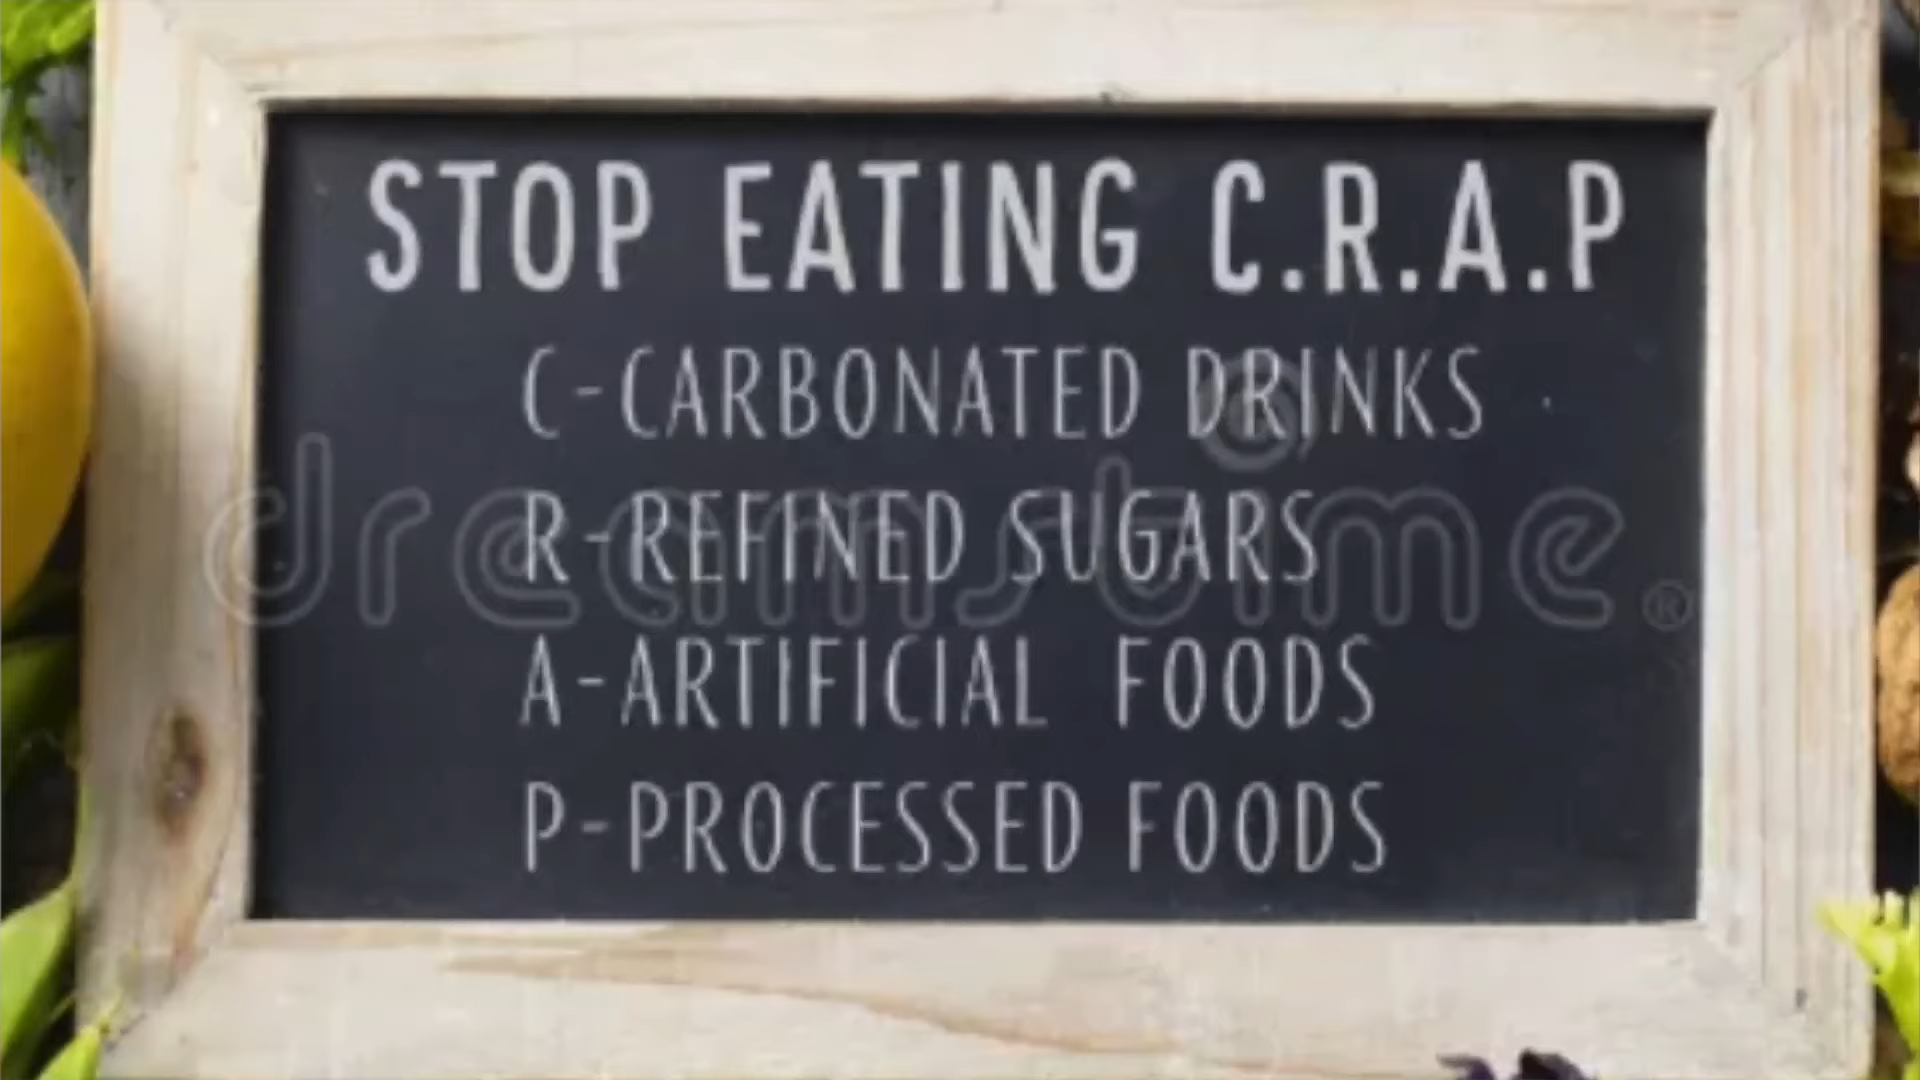 STOP EATING C.R.A.P
C-CARBONATED DRINKS
R-REFINED SUGARS
A-ARTIFICIAL FOODS
P-PROCESSED FOODS
dreamstime®